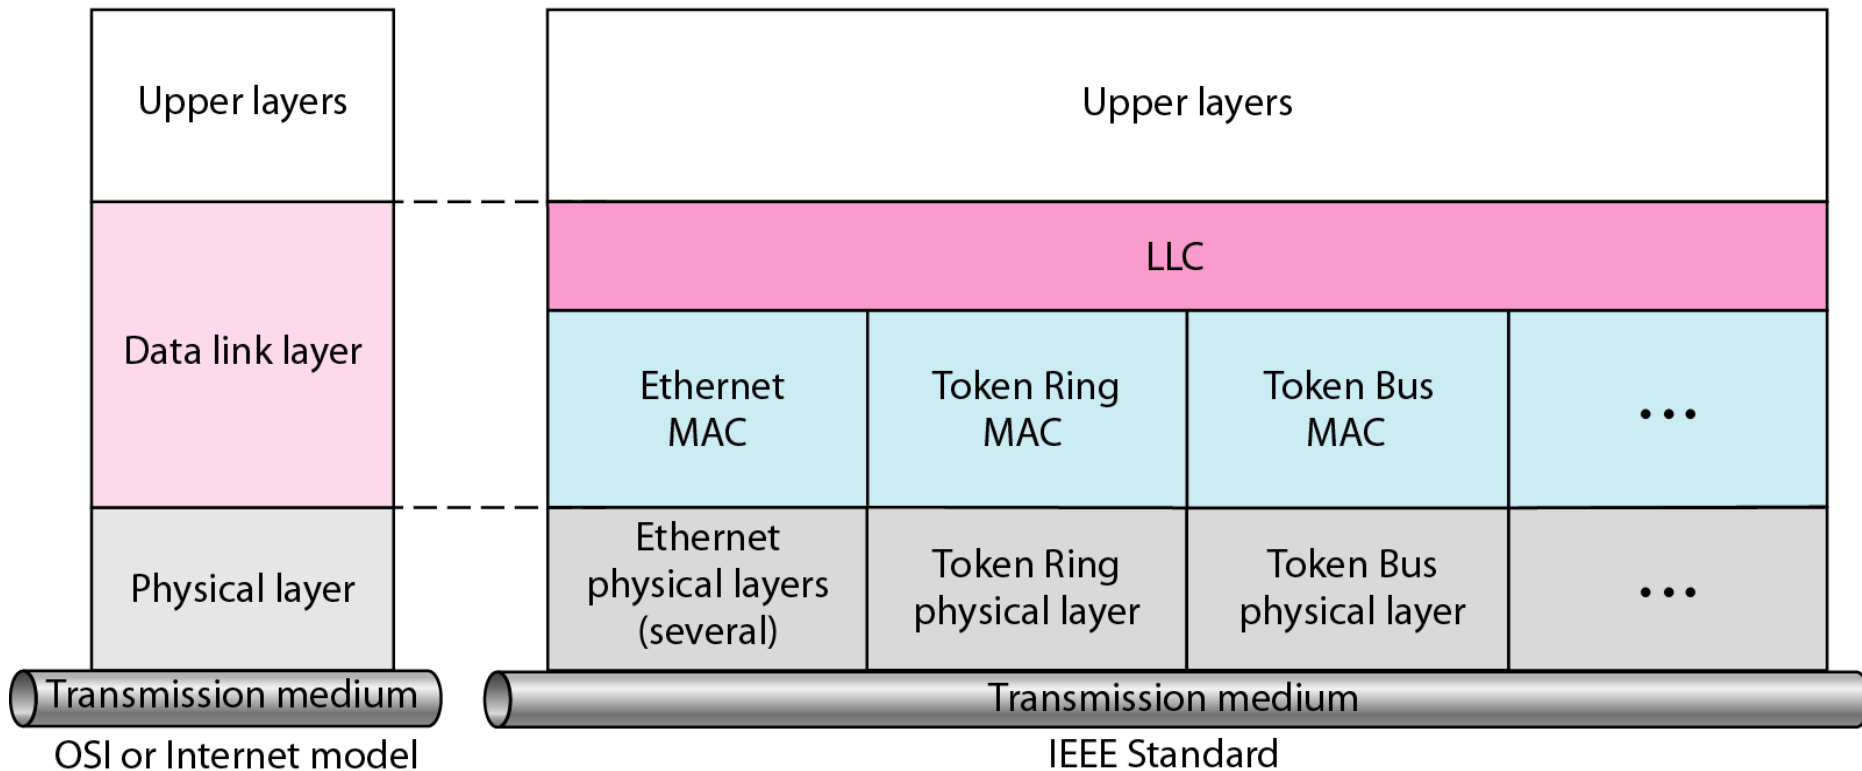 Upper layers
Data link layer
Physical layer
Transmission medium
OSI or Internet model
Upper layers
LLC
Ethernet
MAC
Token Ring
MAC
Token Bus
MAC
...
Ethernet
physical layers
(several)
Token Ring
physical layer
Token Bus
physical layer
...
Transmission medium
IEEE Standard